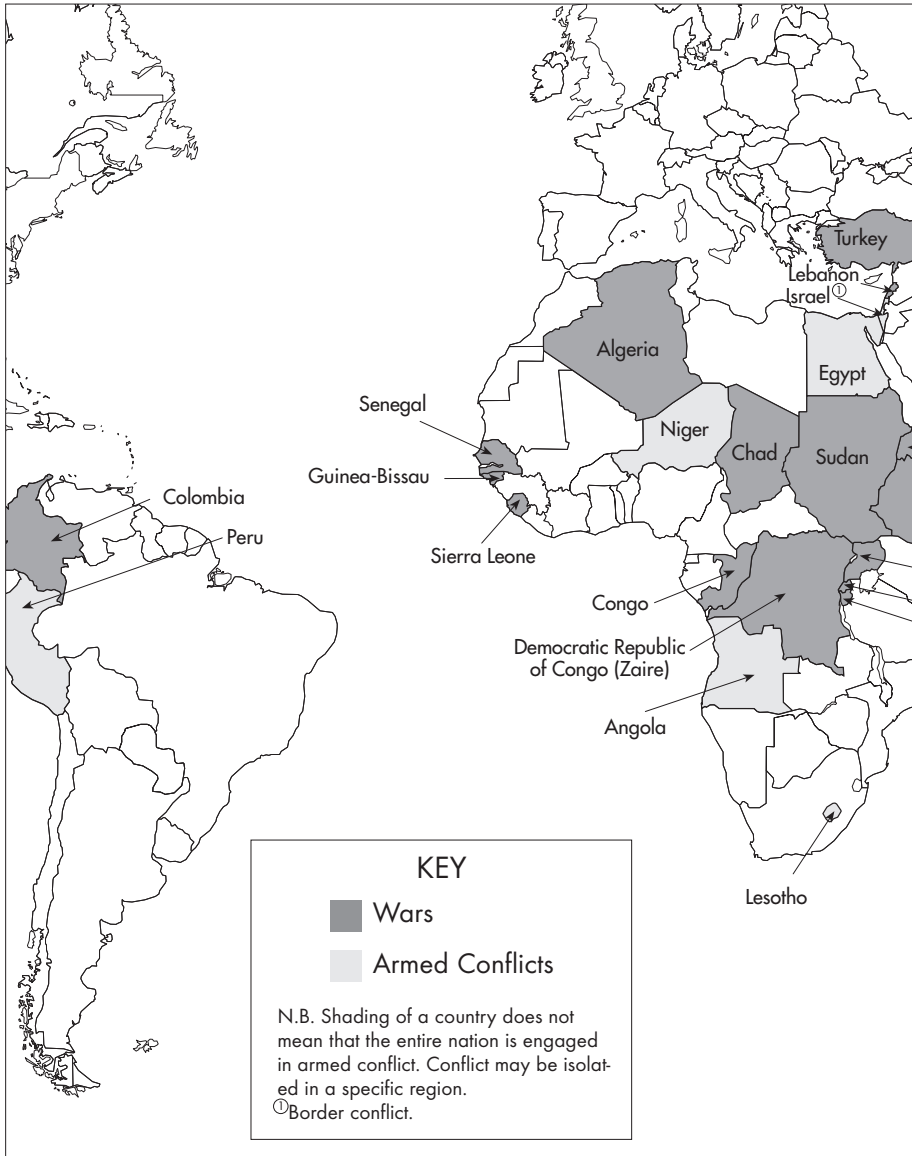 Turkey
Lebanon
Israel①
Algeria
Egypt
Senegal
Niger
Chad
Sudan
Guinea-Bissau
Colombia
Sierra Leone
Peru
Congo
Democratic Republic
of Congo (Zaire)
Angola
Lesotho
KEY
Wars
Armed Conflicts
N.B. Shading of a country does not
mean that the entire nation is engaged
in armed conflict. Conflict may be isolat-
ed in a specific region.
①Border conflict.